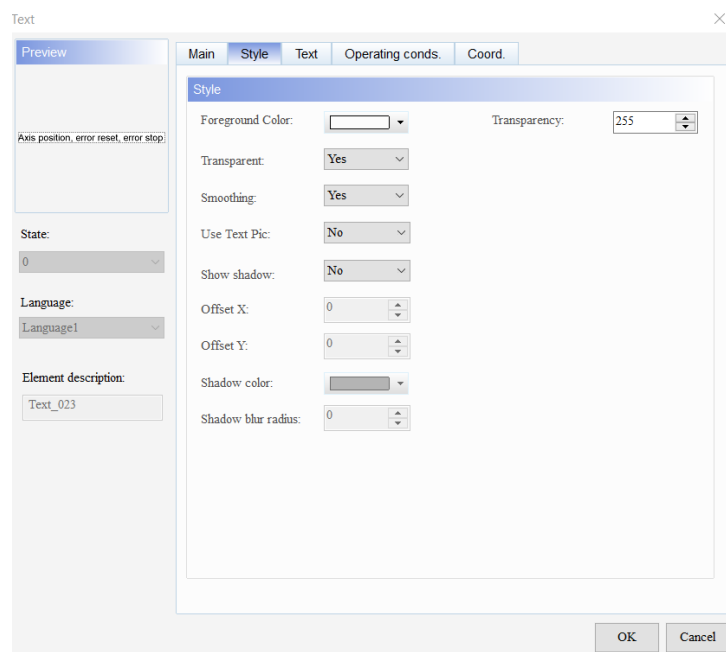 Text
Preview
Main Style Text Operating conds. Coord.
Style
Axis position, error reset, error stop
Foreground Color:
Transparency: 255
Transparent: Yes
Smoothing: Yes
Use Text Pic: No
Show shadow: No
Offset X: 0
Offset Y: 0
Shadow color:
Shadow blur radius: 0
State:
0
Language:
Language1
Element description:
Text_023
OK Cancel